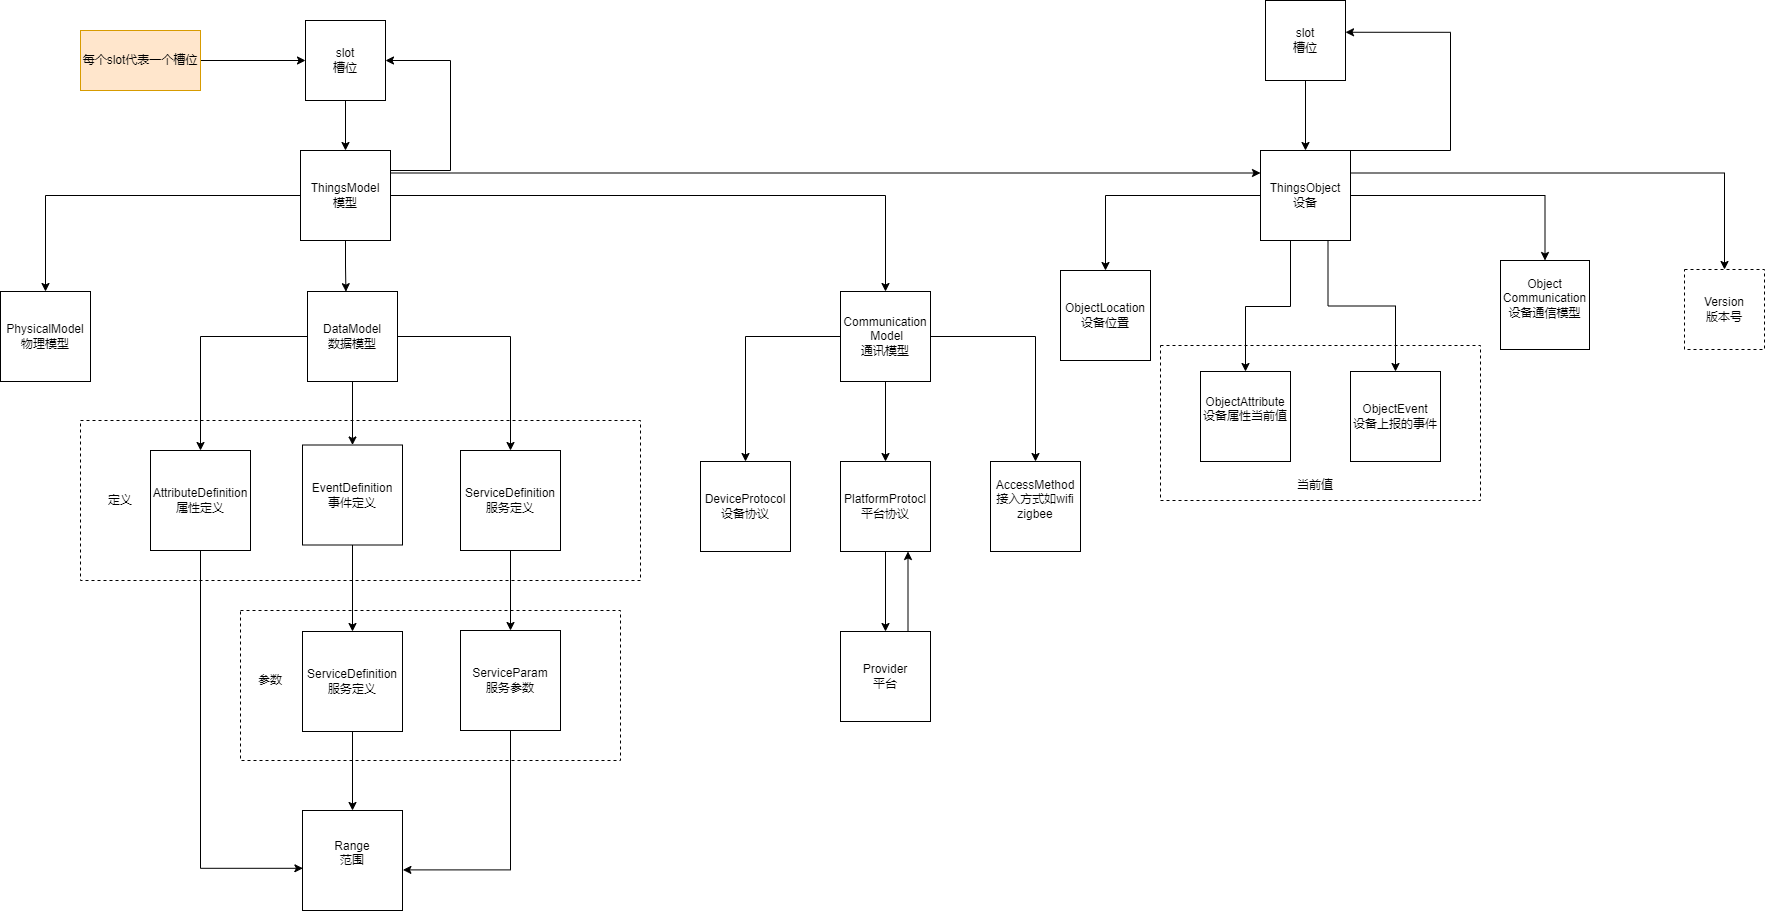 每个slot代表一个槽位
slot
槽位
slot
槽位
ThingsModel
模型
ThingsObject
设备
PhysicalModel
物理模型
DataModel
数据模型
Communication
Model
通讯模型
ObjectLocation
设备位置
Object
Communication
设备通信模型
Version
版本号
ObjectAttribute
设备属性当前值
ObjectEvent
设备上报的事件
当前值
定义
AttributeDefinition
属性定义
EventDefinition
事件定义
ServiceDefinition
服务定义
DeviceProtocol
设备协议
PlatformProtocl
平台协议
AccessMethod
接入方式如wifi
zigbee
参数
ServiceDefinition
服务定义
ServiceParam
服务参数
Provider
平台
Range
范围